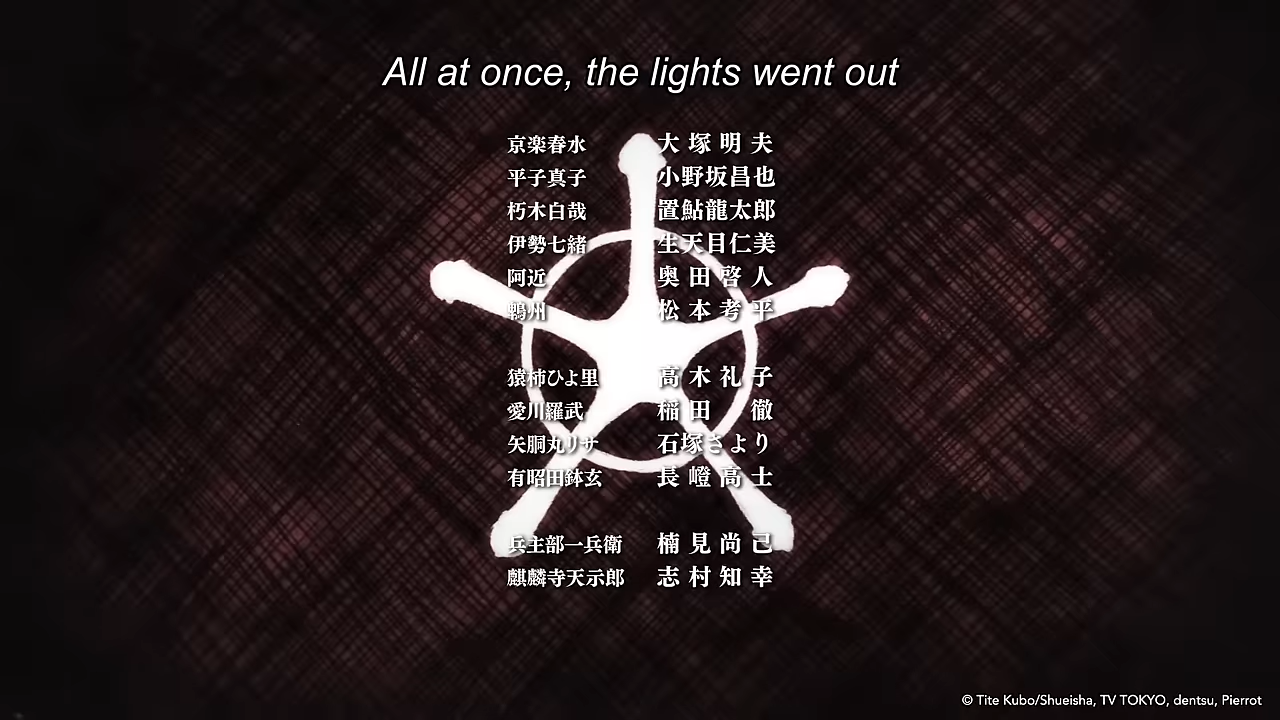 All at once, the lights went out
京楽春水 大塚明夫
平子真子 小野坂昌也
朽木白哉 置鮎龍太郎
伊勢七緒 生天目仁美
阿近 奥田啓人
鵯州 松本考平
猿柿ひよ里 高木礼子
愛川羅武 稲田徹
矢胴丸リサ 石塚さより
有昭田鉢玄 長嶝高士
兵主部一兵衛 楠見尚己
麒麟寺天示郎 志村知幸
© Tite Kubo/Shueisha, TV TOKYO, dentsu, Pierrot